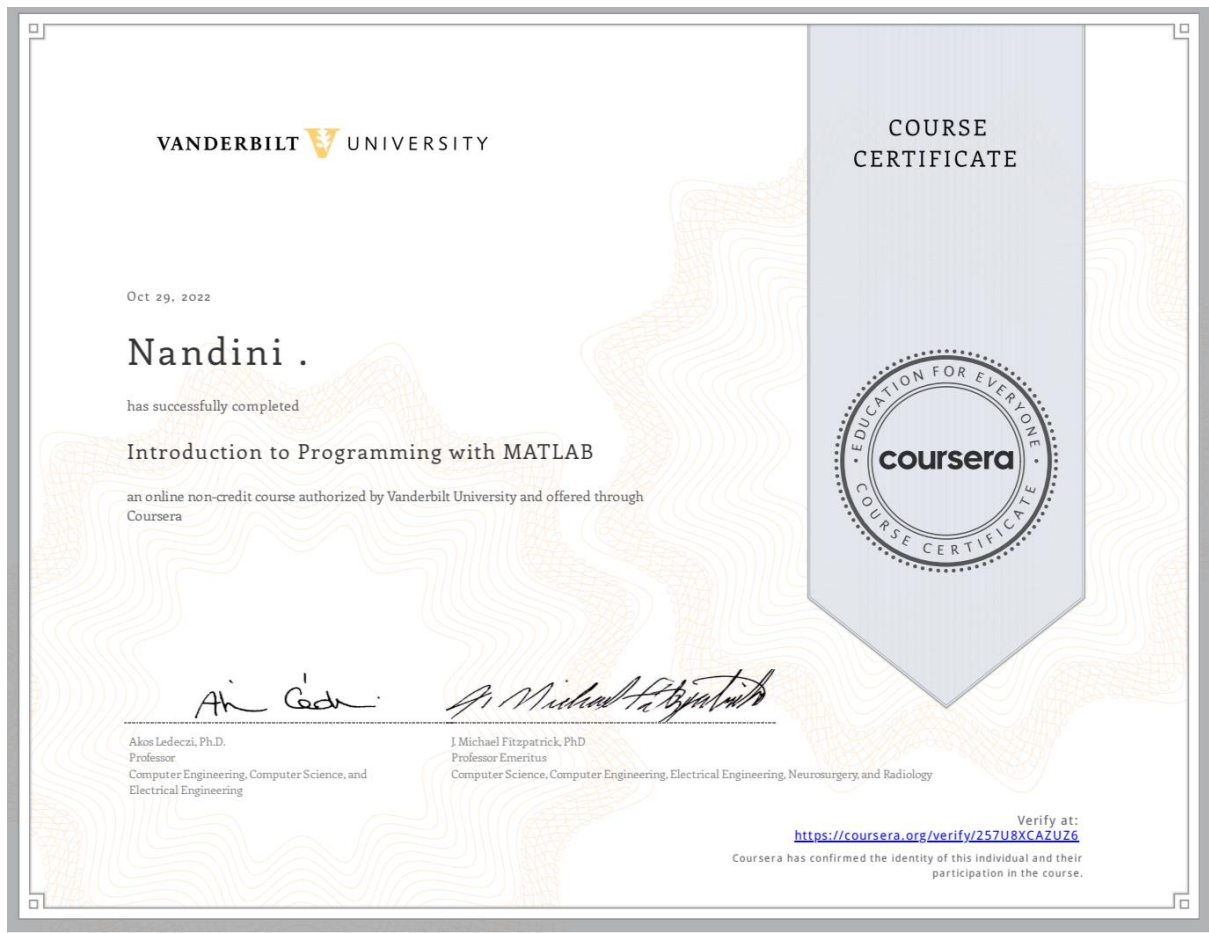 VANDERBILT UNIVERSITY
COURSE
CERTIFICATE
Oct 29, 2022
Nandini .
has successfully completed
Introduction to Programming with MATLAB
an online non-credit course authorized by Vanderbilt University and offered through
Coursera
EDUCATION FOR EVERYONE
coursera
COURSE CERTIFICATE
Akos Ledeczi, Ph.D.
Professor
Computer Engineering, Computer Science, and
Electrical Engineering
J. Michael Fitzpatrick, PhD
Professor Emeritus
Computer Science, Computer Engineering, Electrical Engineering, Neurosurgery, and Radiology
Verify at:
https://coursera.org/verify/257U8XCAZUZ6
Coursera has confirmed the identity of this individual and their
participation in the course.